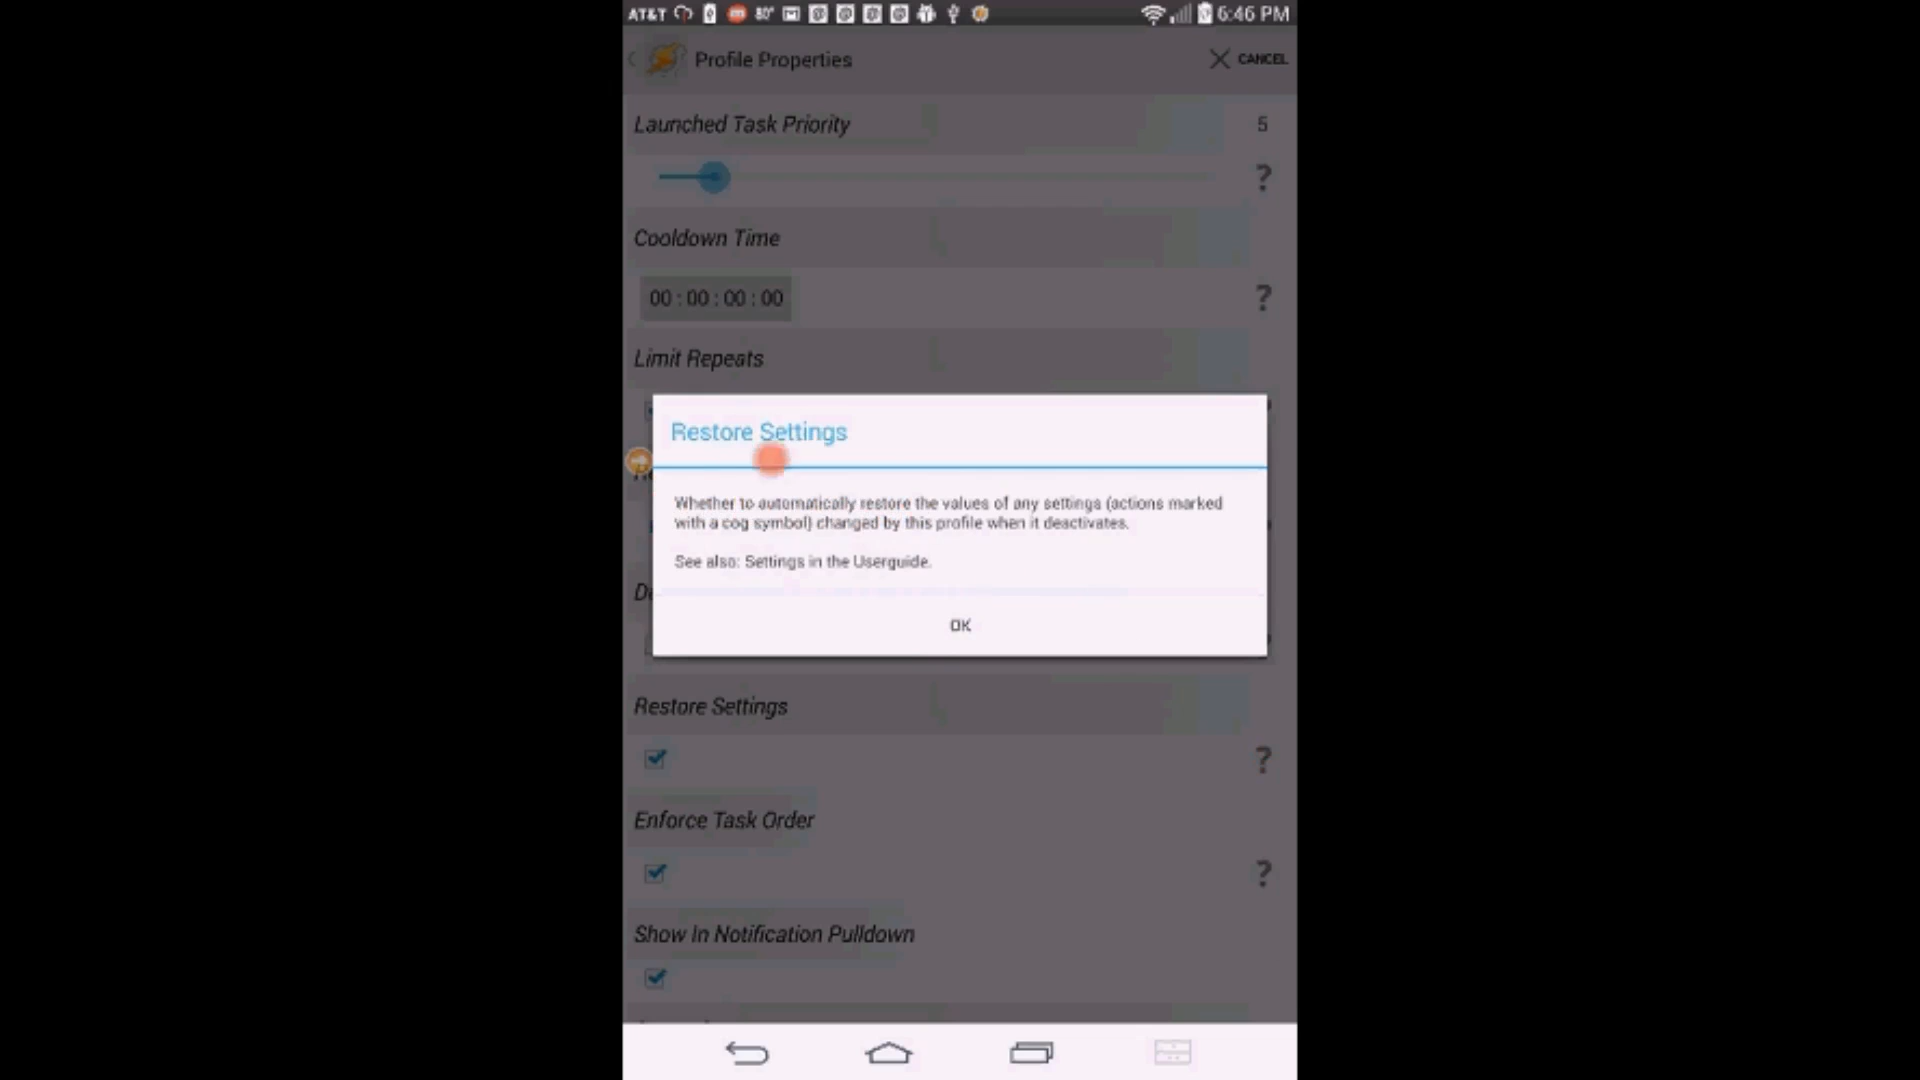 AT&T 80° 6:46 PM
Profile Properties CANCEL
Launched Task Priority 5
?
Cooldown Time
00 : 00 : 00 : 00 ?
Limit Repeats
Restore Settings
Whether to automatically restore the values of any settings (actions marked
with a cog symbol) changed by this profile when it deactivates.
See also: Settings in the Userguide.
OK
Restore Settings
?
Enforce Task Order
?
Show In Notification Pulldown